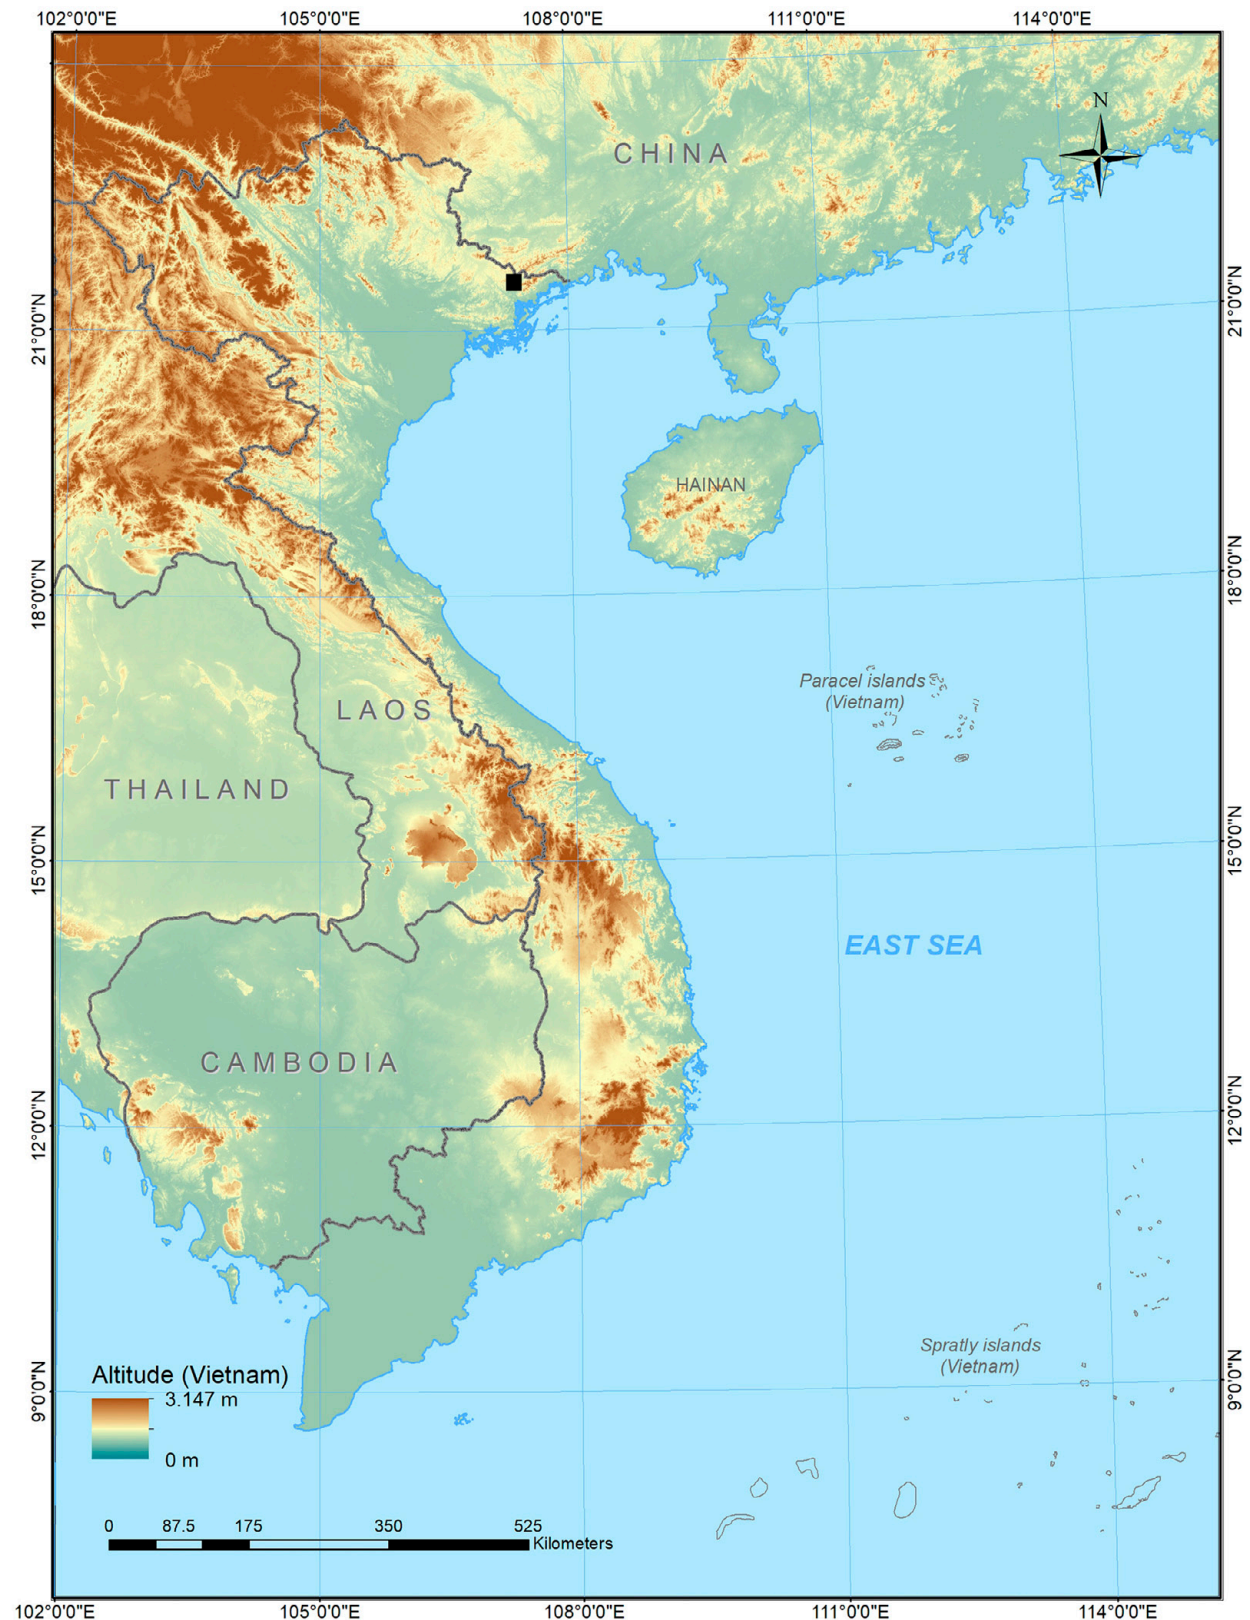 102°0'0"E 105°0'0"E 108°0'0"E 111°0'0"E 114°0'0"E
N
CHINA
21°0'0"N
21°0'0"N
HAINAN
18°0'0"N
18°0'0"N
Paracel islands
(Vietnam)
LAOS
THAILAND
15°0'0"N
15°0'0"N
EAST SEA
CAMBODIA
12°0'0"N
12°0'0"N
Spratly islands
(Vietnam)
9°0'0"N
9°0'0"N
Altitude (Vietnam)
3.147 m
0 m
0 87.5 175 350 525
Kilometers
102°0'0"E 105°0'0"E 108°0'0"E 111°0'0"E 114°0'0"E